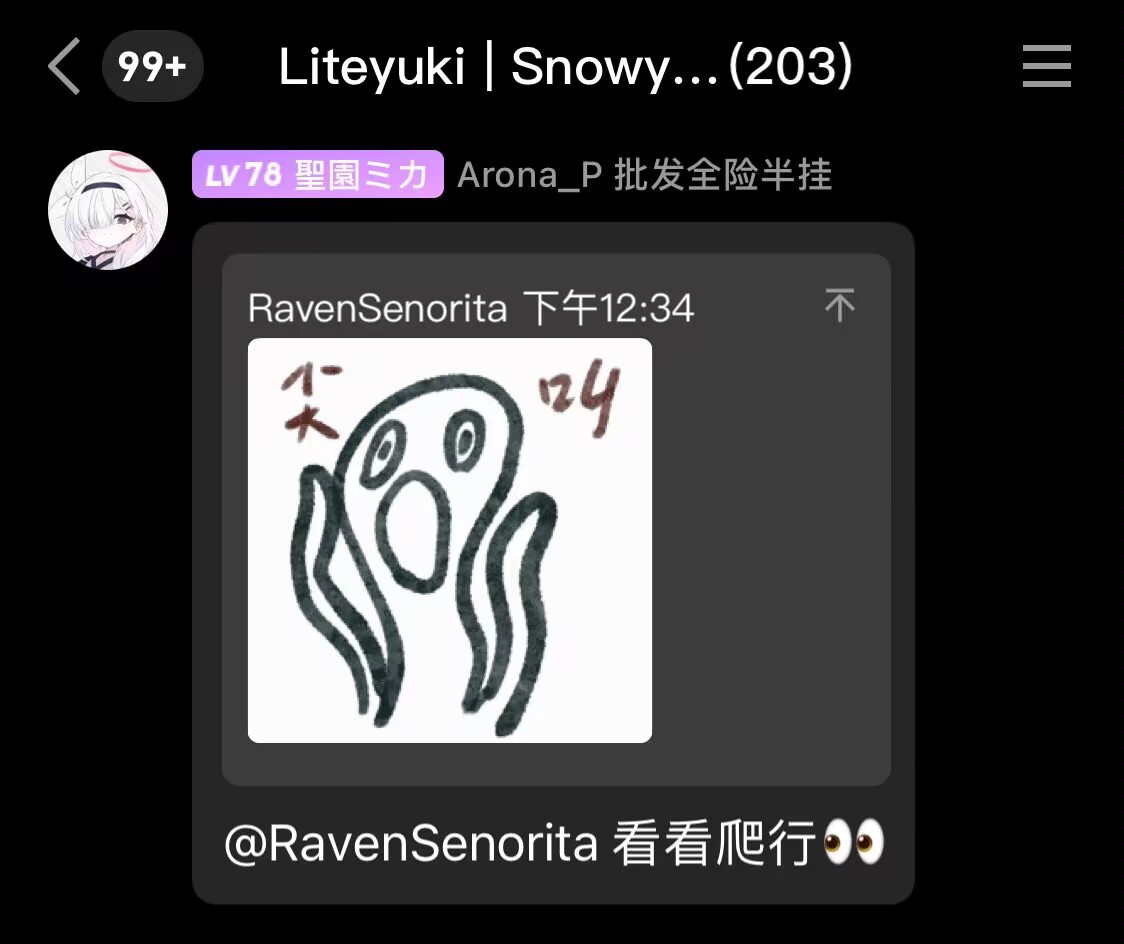 99+ Liteyuki | Snowy...(203)
LV78 聖園ミカ Arona_P 批发全险半挂
RavenSenorita 下午12:34
尖叫
@RavenSenorita 看看爬行👀